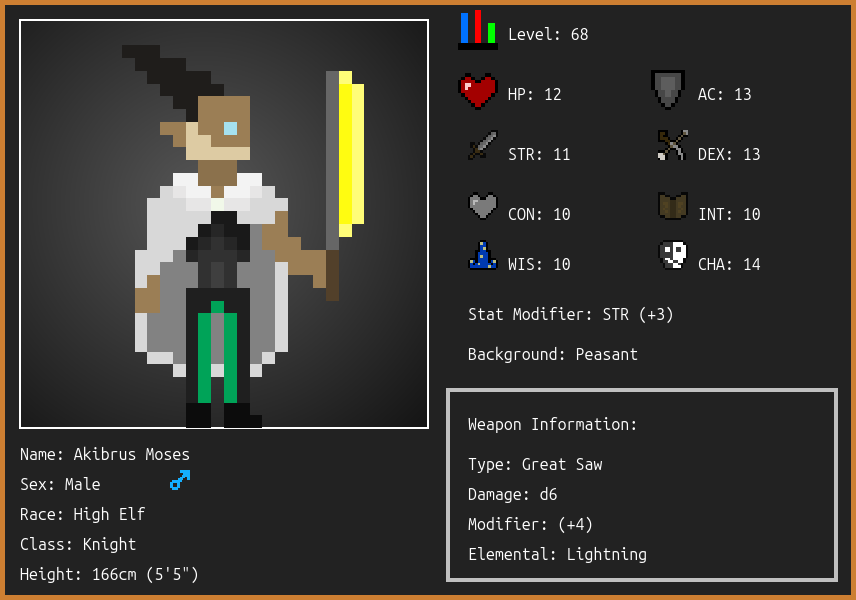 Level: 68
HP: 12
AC: 13
STR: 11
DEX: 13
CON: 10
INT: 10
WIS: 10
CHA: 14
Stat Modifier: STR (+3)
Background: Peasant
Weapon Information:
Type: Great Saw
Damage: d6
Modifier: (+4)
Elemental: Lightning
Name: Akibrus Moses
Sex: Male
Race: High Elf
Class: Knight
Height: 166cm (5'5")